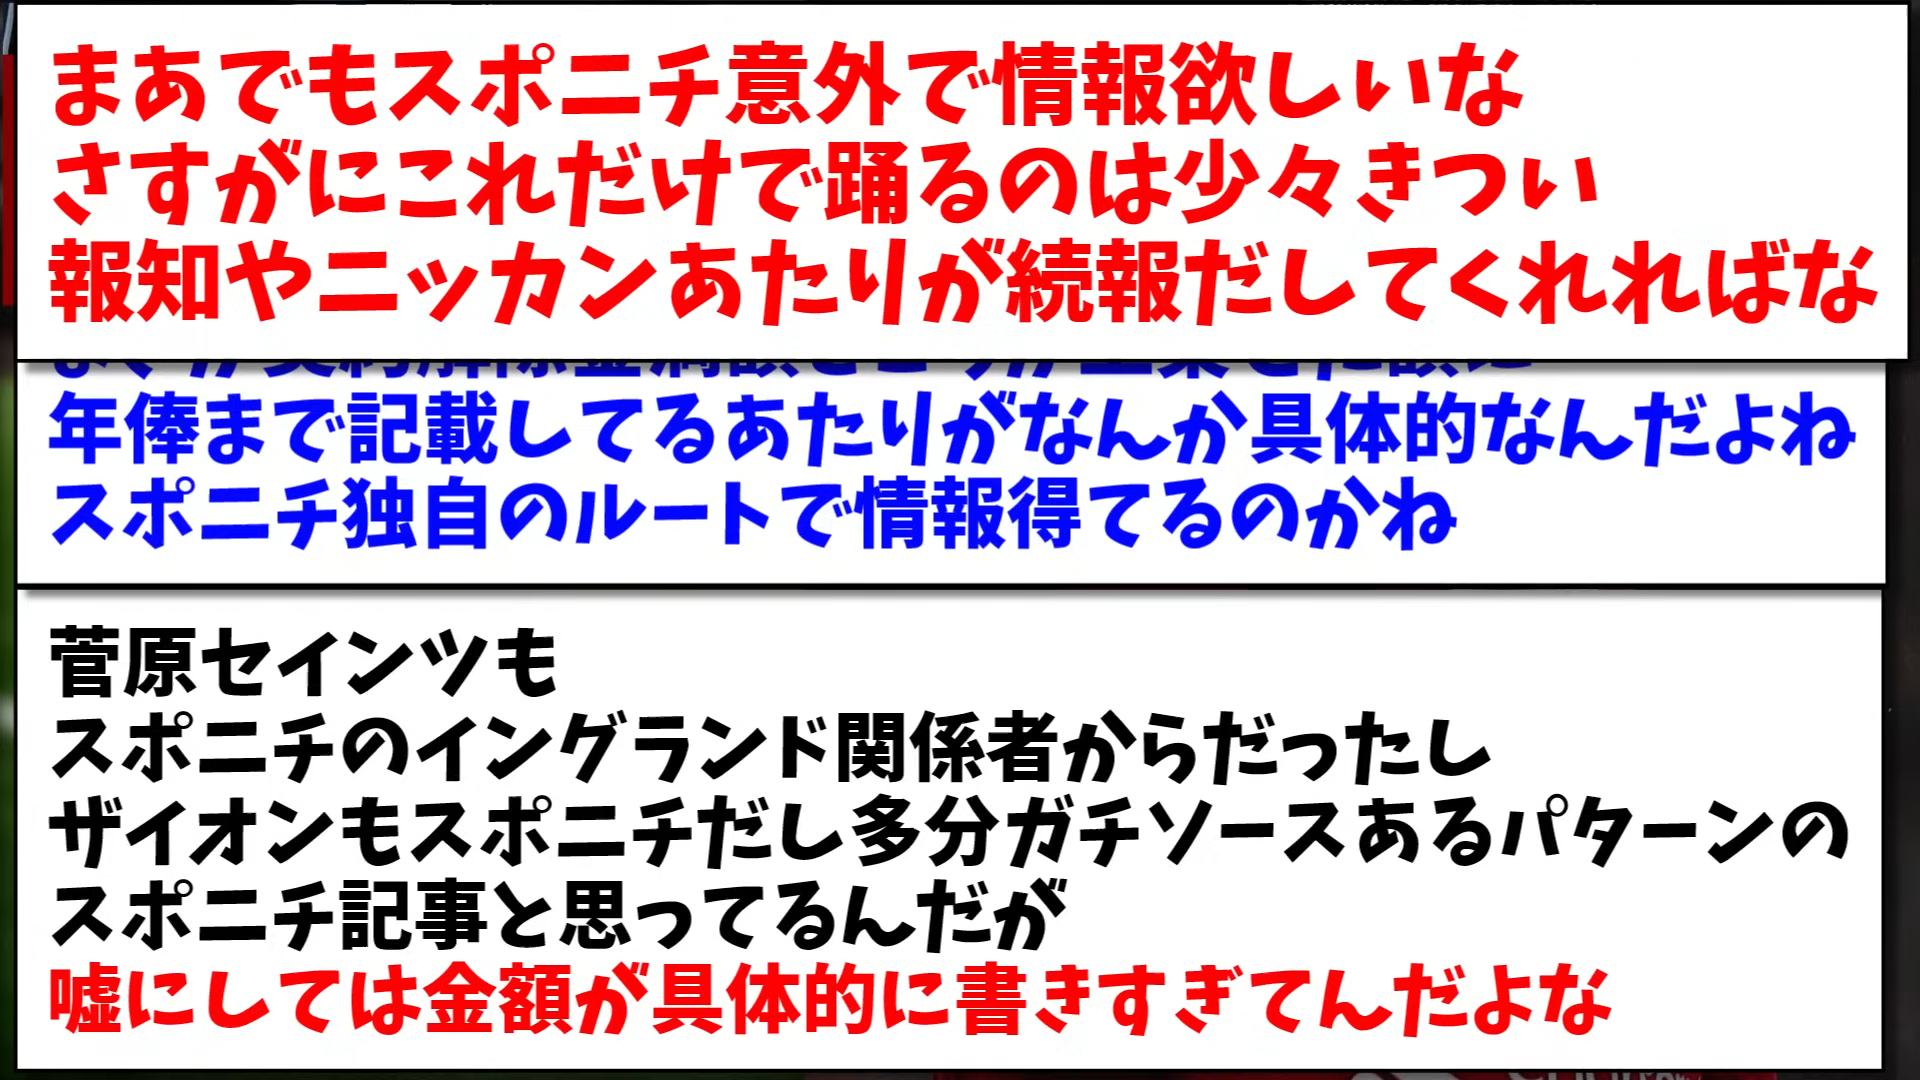 まあでもスポニチ意外で情報欲しいな
さすがにこれだけで踊るのは少々きつい
報知やニッカンあたりが続報だしてくれればな
年俸まで記載してるあたりがなんか具体的なんだよね
スポニチ独自のルートで情報得てるのかね
菅原セインツも
スポニチのイングランド関係者からだったし
ザイオンもスポニチだし多分ガチソースあるパターンの
スポニチ記事と思ってるんだが
嘘にしては金額が具体的に書きすぎてんだよな